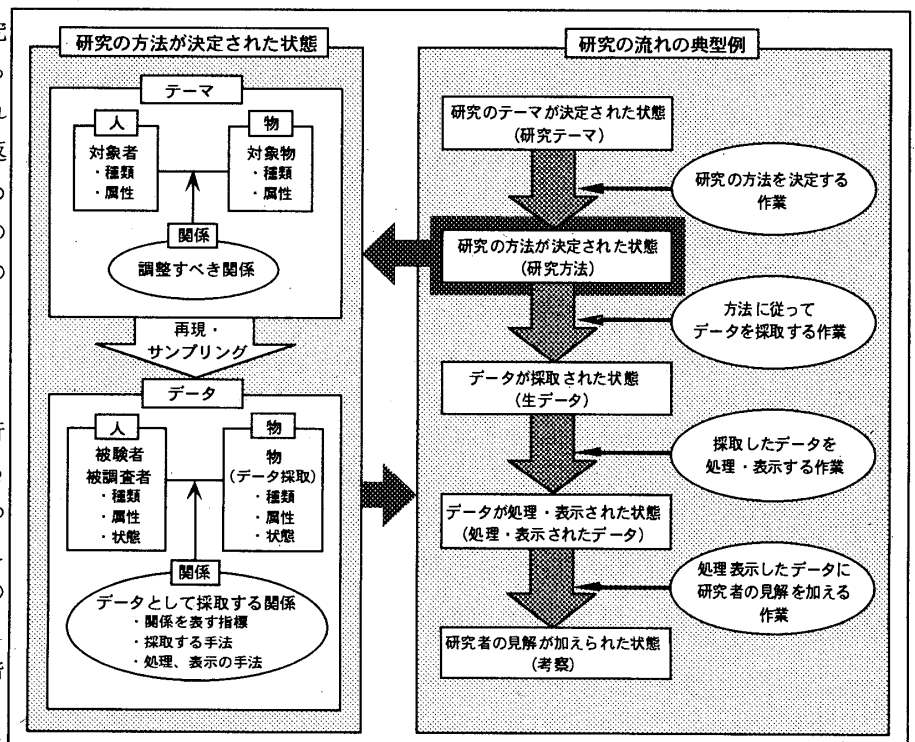 研究の方法が決定された状態
テーマ
人
対象者
・種類
・属性
物
対象物
・種類
・属性
関係
調整すべき関係
再現・
サンプリング
データ
人
被験者
被調査者
・種類
・属性
・状態
物
物
(データ採取)
・種類
・属性
・状態
関係
データとして採取する関係
・関係を表す指標
・採取する手法
・処理、表示の手法
研究の流れの典型例
研究のテーマが決定された状態
(研究テーマ)
研究の方法を決定する
作業
研究の方法が決定された状態
(研究方法)
方法に従って
データを採取する作業
データが採取された状態
(生データ)
採取したデータを
処理・表示する作業
データが処理・表示された状態
(処理・表示されたデータ)
処理表示したデータに
研究者の見解を加える
作業
研究者の見解が加えられた状態
(考察)